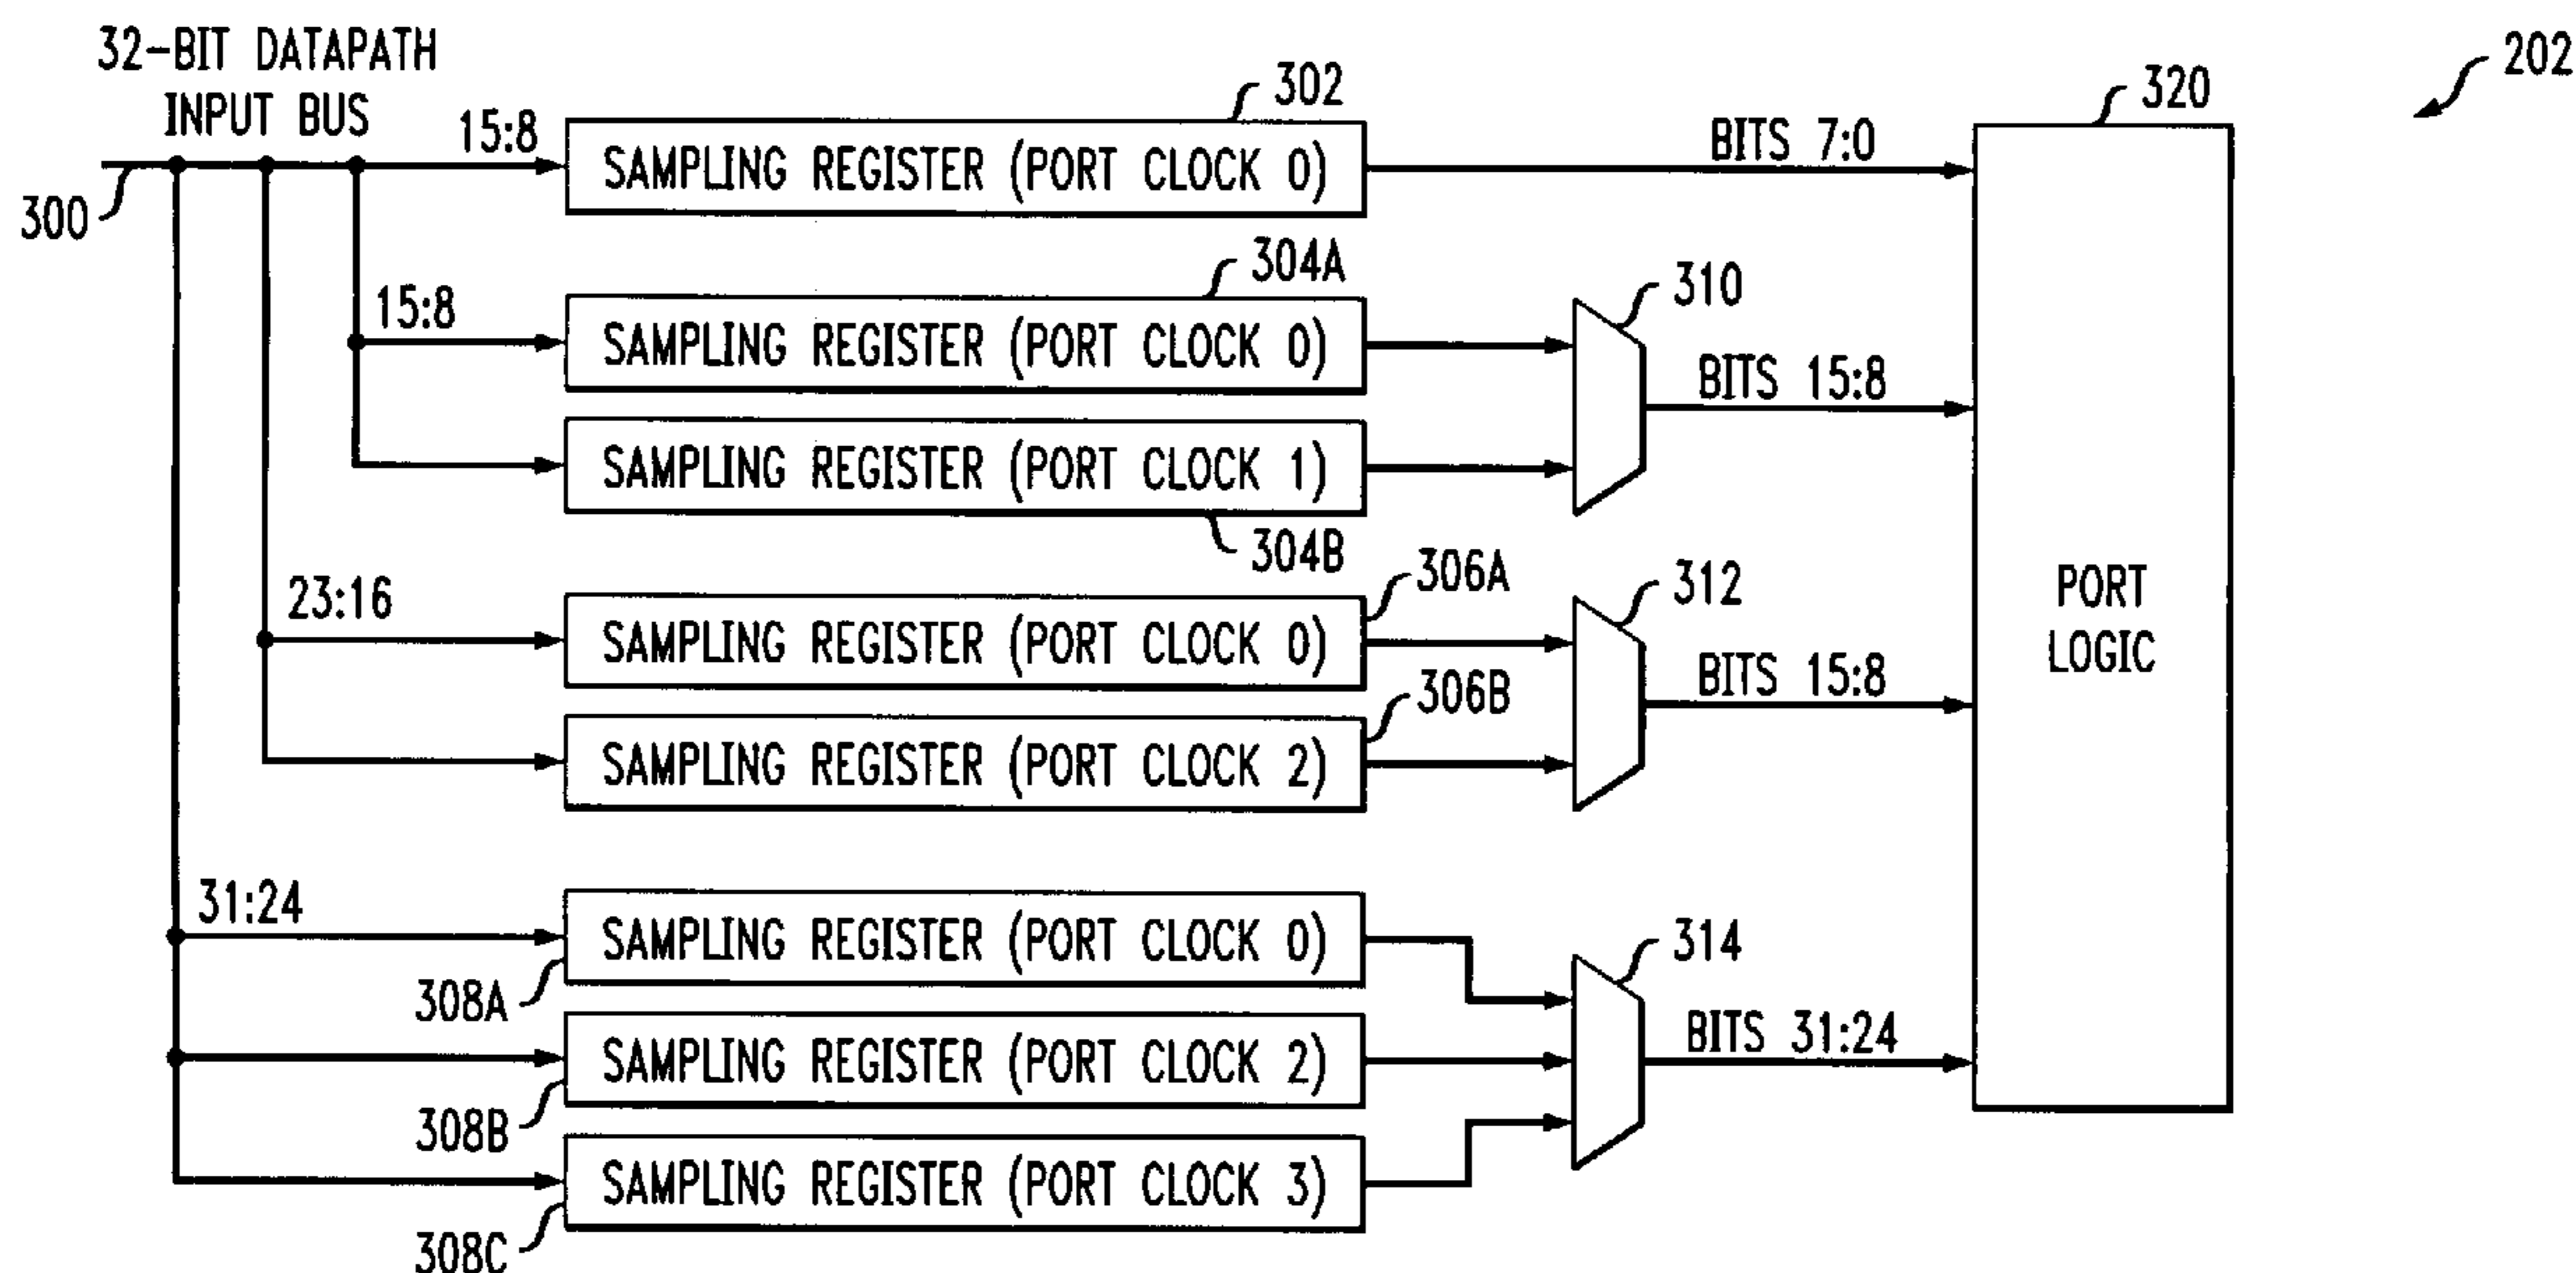 32-BIT DATAPATH
INPUT BUS
300
15:8
SAMPLING REGISTER (PORT CLOCK 0)
302
BITS 7:0
320
202
15:8
SAMPLING REGISTER (PORT CLOCK 0)
304A
310
BITS 15:8
SAMPLING REGISTER (PORT CLOCK 1)
304B
23:16
SAMPLING REGISTER (PORT CLOCK 0)
306A
312
BITS 15:8
SAMPLING REGISTER (PORT CLOCK 2)
306B
PORT
LOGIC
31:24
SAMPLING REGISTER (PORT CLOCK 0)
308A
314
BITS 31:24
SAMPLING REGISTER (PORT CLOCK 2)
308B
SAMPLING REGISTER (PORT CLOCK 3)
308C